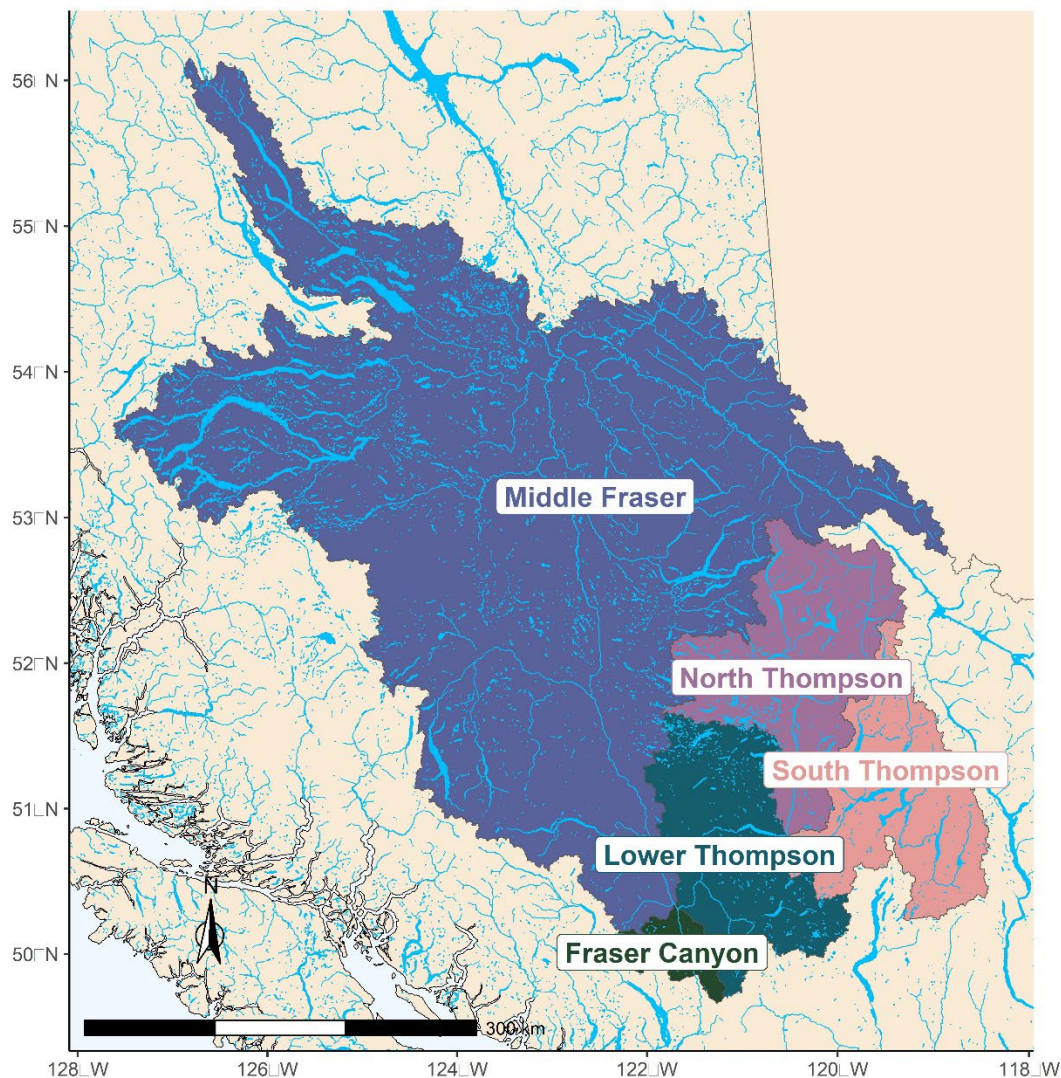 56□N
55□N
54□N
53□N
52□N
51□N
50□N
Middle Fraser
North Thompson
South Thompson
Lower Thompson
Fraser Canyon
N
300 km
128□W
126□W
124□W
122□W
120□W
118□W